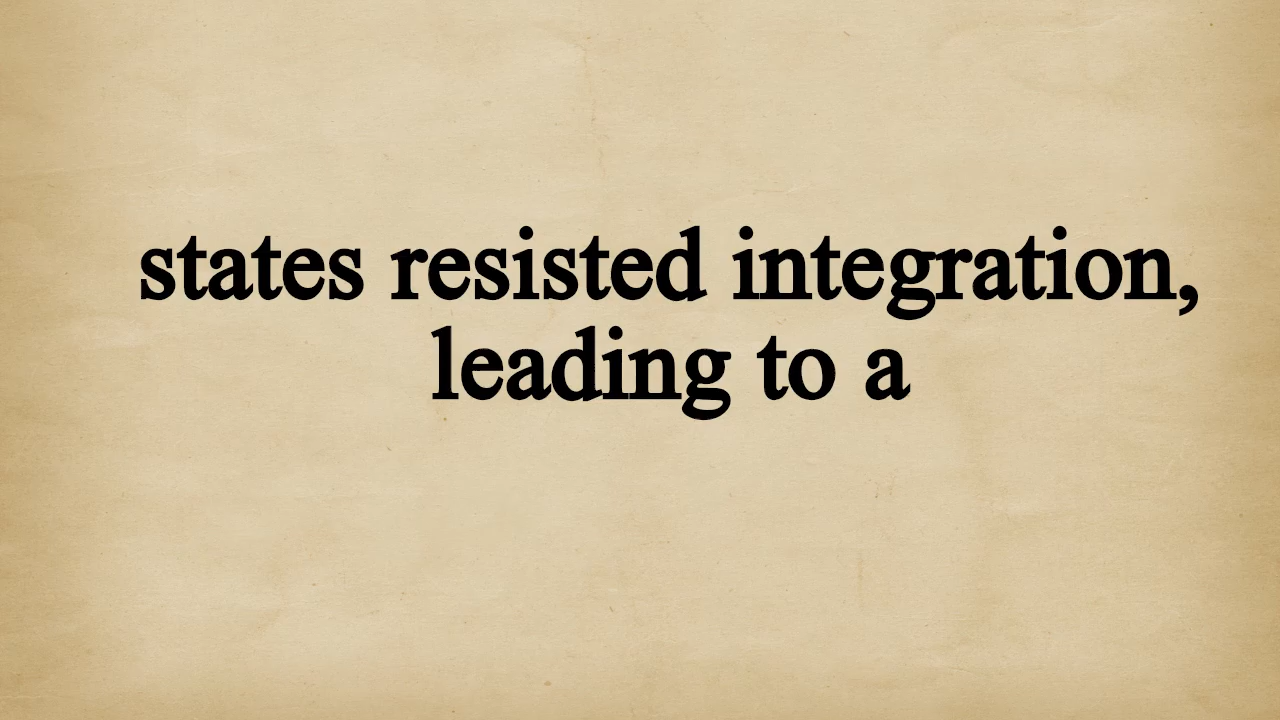 states resisted integration,
leading to a